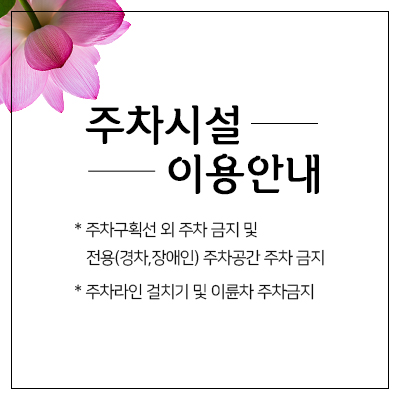 주차시설
이용안내
* 주차구획선 외 주차 금지 및
전용(경차,장애인) 주차공간 주차 금지
* 주차라인 걸치기 및 이륜차 주차금지